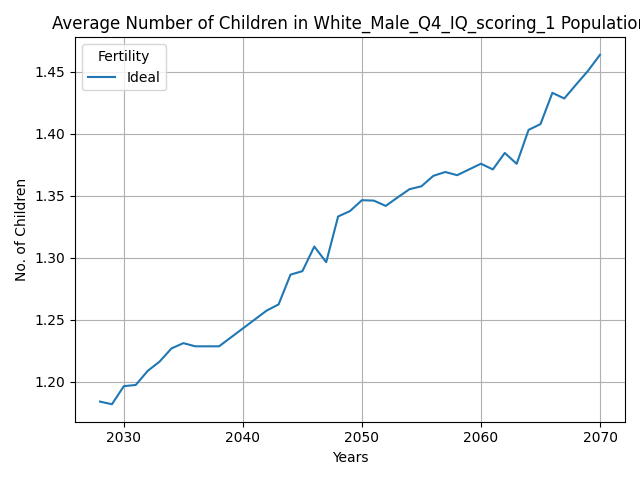 Average Number of Children in White_Male_Q4_IQ_scoring_1 Population
Fertility
Ideal
No. of Children
1.45
1.40
1.35
1.30
1.25
1.20
2030 2040 2050 2060 2070
Years